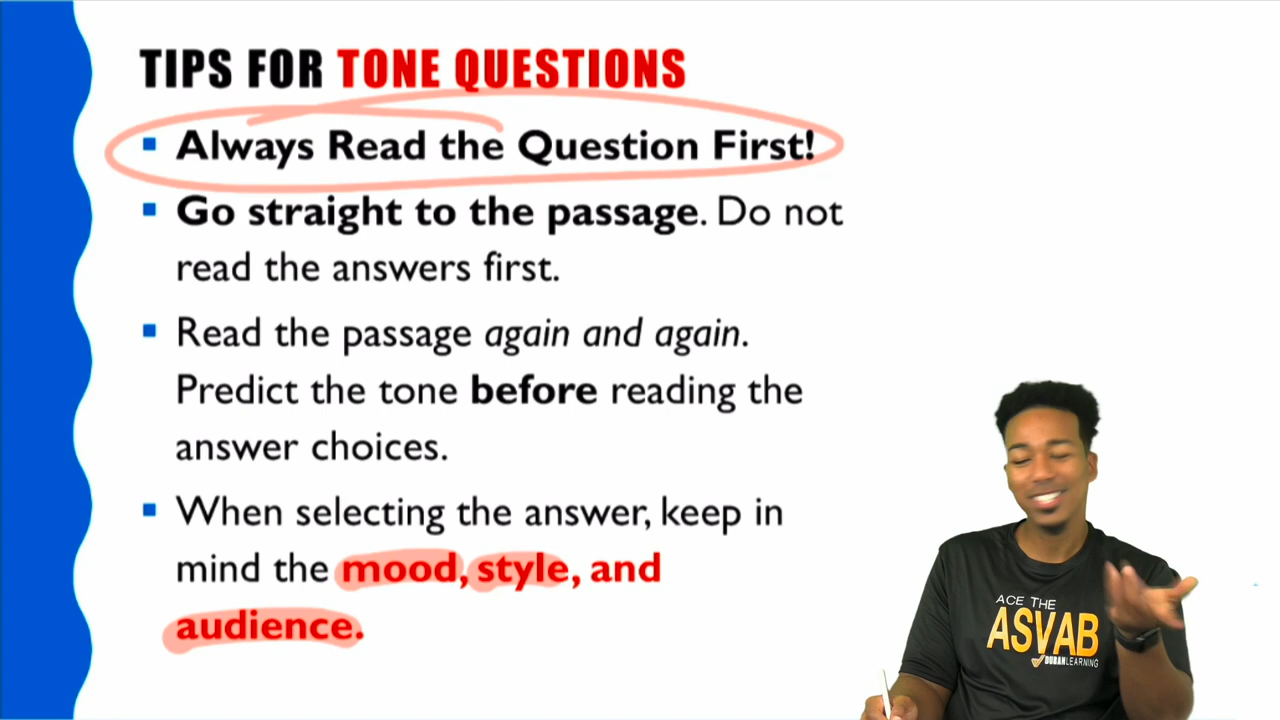 TIPS FOR TONE QUESTIONS
▪ Always Read the Question First!
▪ Go straight to the passage. Do not
read the answers first.
▪ Read the passage again and again.
Predict the tone before reading the
answer choices.
▪ When selecting the answer, keep in
mind the mood, style, and
audience.
ACE THE
ASVAB
DURAN LEARNING